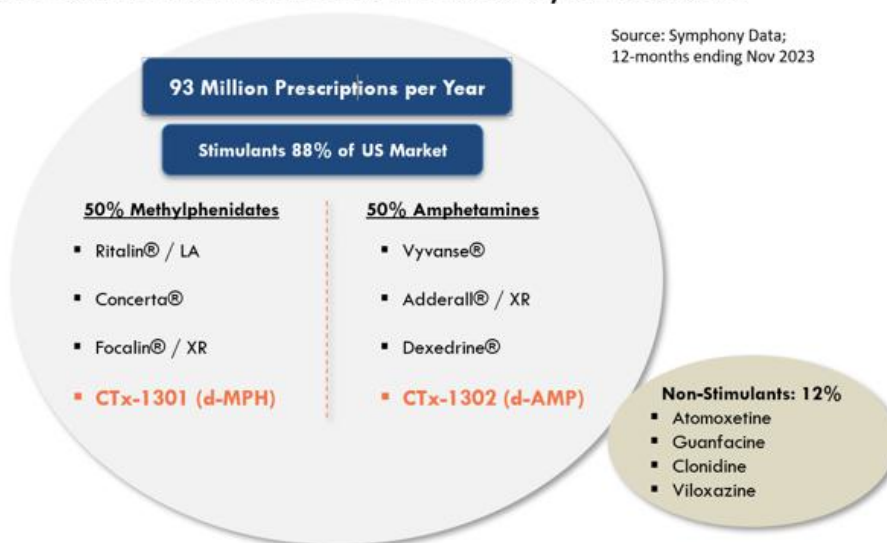 Source: Symphony Data;
12-months ending Nov 2023
93 Million Prescriptions per Year
Stimulants 88% of US Market
50% Methylphenidates
▪ Ritalin® / LA
▪ Concerta®
▪ Focalin® / XR
▪ CTx-1301 (d-MPH)
50% Amphetamines
▪ Vyvanse®
▪ Adderall® / XR
▪ Dexedrine®
▪ CTx-1302 (d-AMP)
Non-Stimulants: 12%
▪ Atomoxetine
▪ Guanfacine
▪ Clonidine
▪ Viloxazine